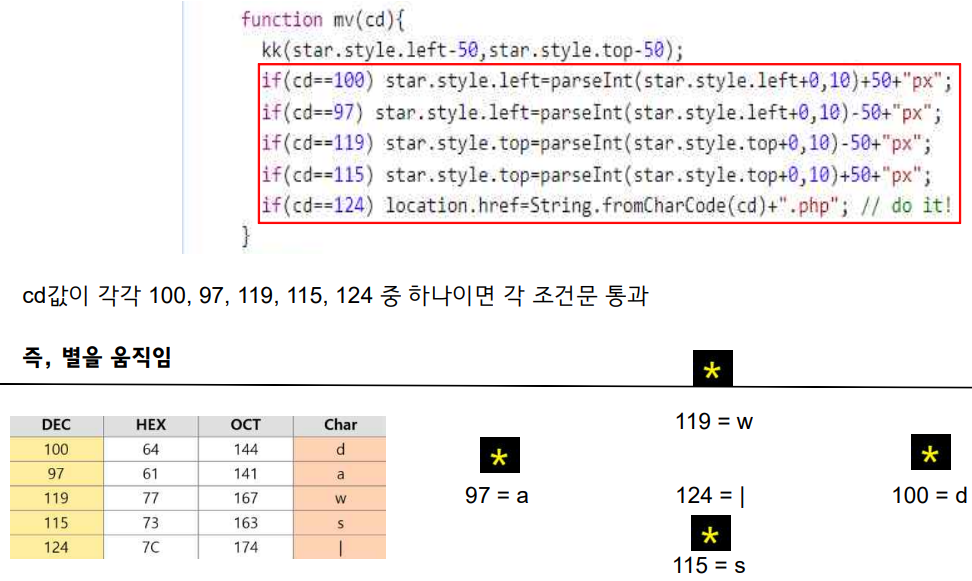 function mv(cd){
kk(star.style.left-50,star.style.top-50);
if(cd==100) star.style.left=parseInt(star.style.left+0,10)+50+"px";
if(cd==97) star.style.left=parseInt(star.style.left+0,10)-50+"px";
if(cd==119) star.style.top=parseInt(star.style.top+0,10)-50+"px";
if(cd==115) star.style.top=parseInt(star.style.top+0,10)+50+"px";
if(cd==124) location.href=String.fromCharCode(cd)+".php"; // do it!
}
cd값이 각각 100, 97, 119, 115, 124 중 하나이면 각 조건문 통과
즉, 별을 움직임
DEC HEX OCT Char
100 64 144 d
97 61 141 a
119 77 167 w
115 73 163 s
124 7C 174 |
*
119 = w
*
97 = a
124 = |
*
100 = d
*
115 = s